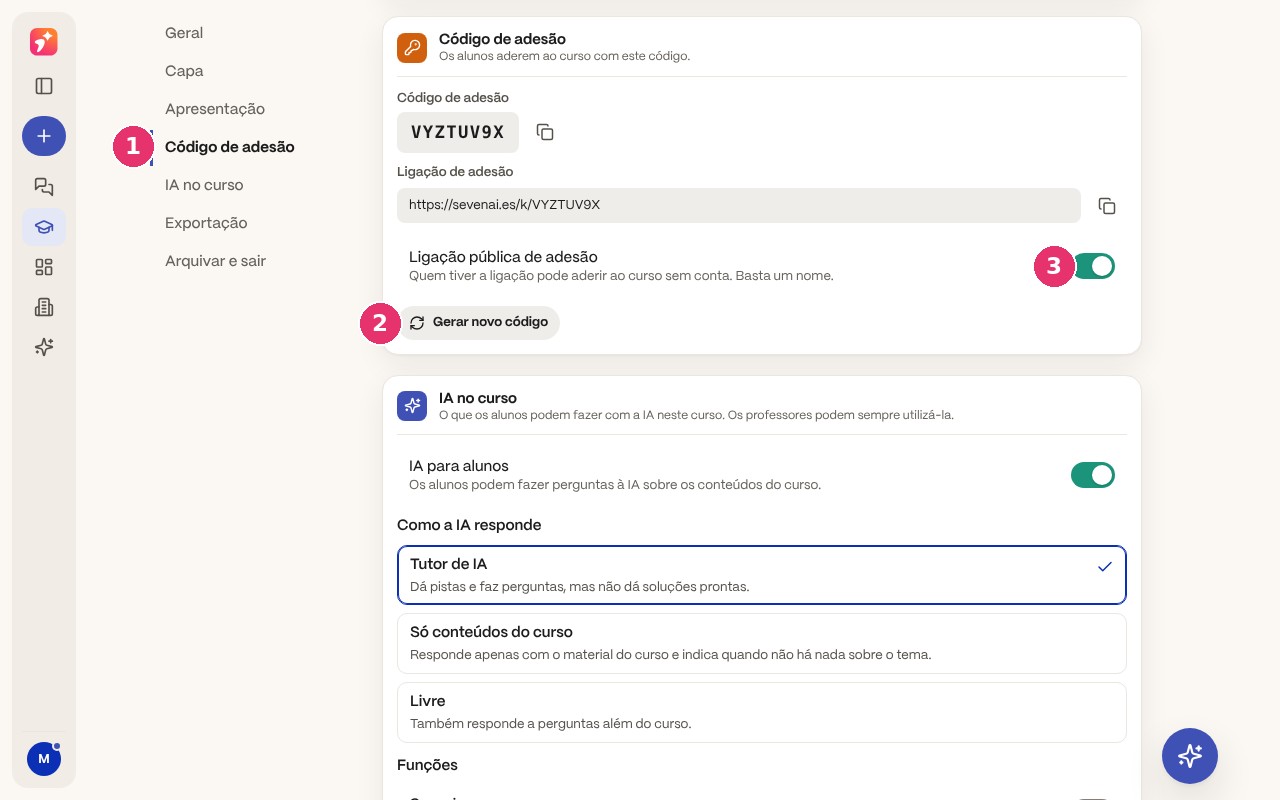 Geral
Capa
Apresentação
1
Código de adesão
IA no curso
Exportação
Arquivar e sair
M
Código de adesão
Os alunos aderem ao curso com este código.
Código de adesão
VYZTUV9X
Ligação de adesão
https://sevenai.es/k/VYZTUV9X
Ligação pública de adesão
Quem tiver a ligação pode aderir ao curso sem conta. Basta um nome.
3
2
Gerar novo código
IA no curso
O que os alunos podem fazer com a IA neste curso. Os professores podem sempre utilizá-la.
IA para alunos
Os alunos podem fazer perguntas à IA sobre os conteúdos do curso.
Como a IA responde
Tutor de IA
Dá pistas e faz perguntas, mas não dá soluções prontas.
Só conteúdos do curso
Responde apenas com o material do curso e indica quando não há nada sobre o tema.
Livre
Também responde a perguntas além do curso.
Funções